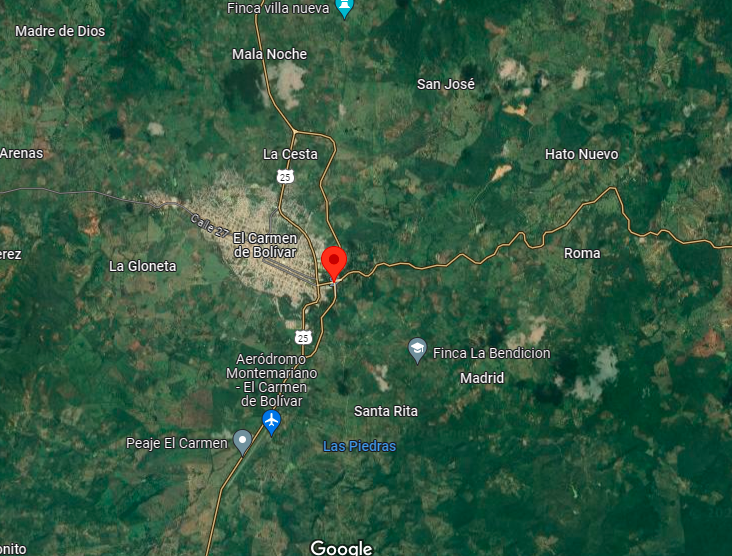 Finca villa nueva
Madre de Dios
Mala Noche
San José
Arenas
La Cesta
Hato Nuevo
25
Calle 27
El Carmen
de Bolívar
erez
Roma
La Gloneta
25
Finca La Bendicion
Aeródromo
Montemariano
- El Carmen
de Bolívar
Madrid
Santa Rita
Peaje El Carmen
Las Piedras
onito
Google